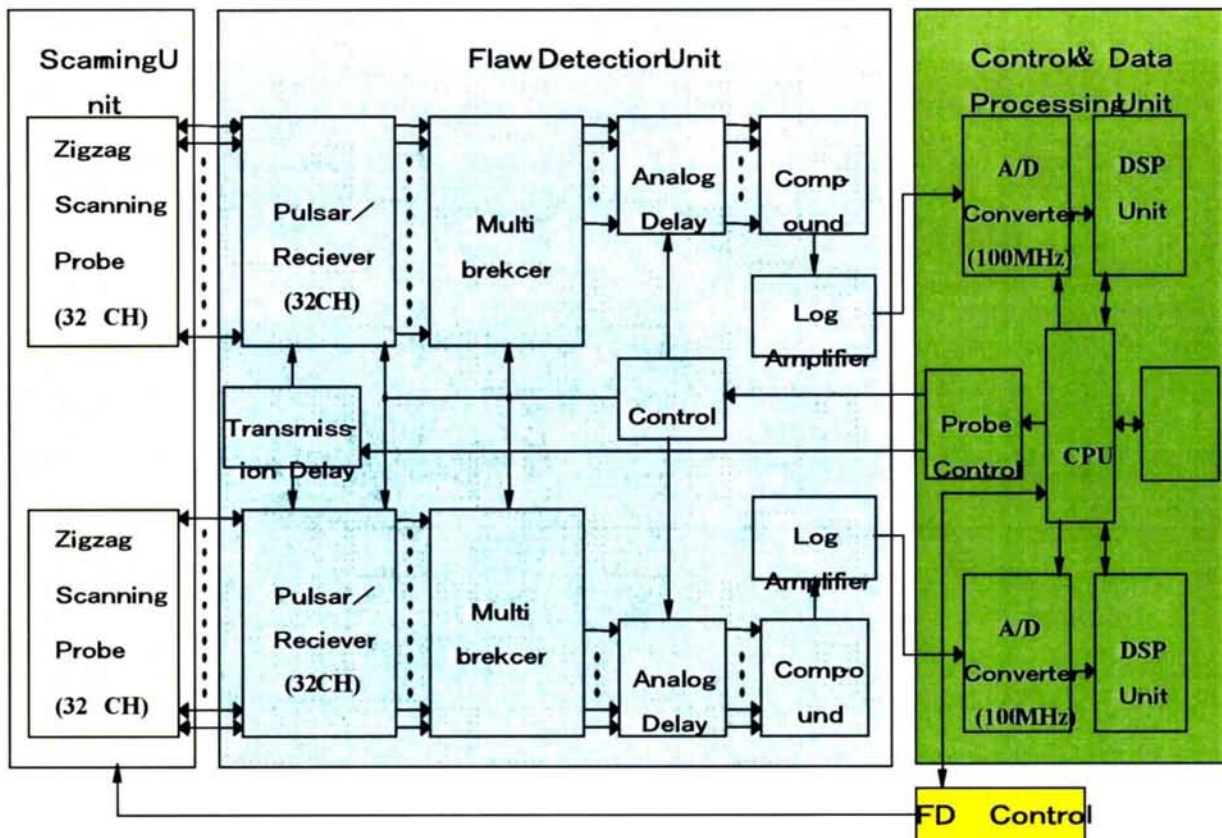 ScamingU
nit
Flaw DetectionUnit
Control& Data
ProcessingUnit
Zigzag
Scanning
Probe
(32 CH)
Pulsar/
Reciever
(32CH)
Multi
brekcer
Analog
Delay
Comp-
ound
Log
Amplifier
A/D
Converter
(100MHz)
DSP
Unit
Transmiss-
ion Delay
Control
Probe
Control
CPU
Zigzag
Scanning
Probe
(32 CH)
Pulsar/
Reciever
(32CH)
Multi
brekcer
Analog
Delay
Log
Amplifier
Compo
und
A/D
Converter
(100MHz)
DSP
Unit
FD Control